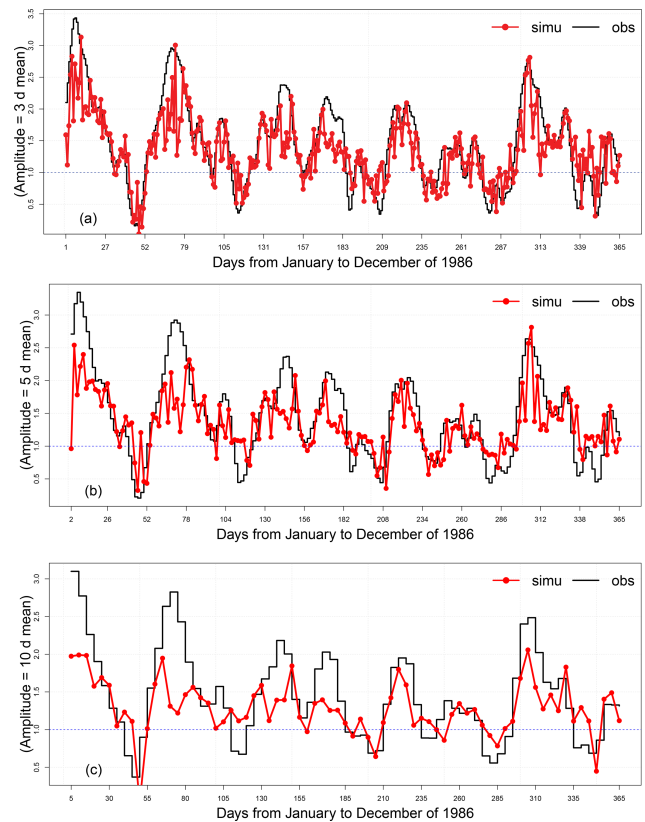 simu obs
(Amplitude = 3 d mean)
3.5
3.0
2.5
2.0
1.5
1.0
0.5
(a)
1 27 52 79 105 131 157 183 209 235 261 287 313 339 365
Days from January to December of 1986
simu obs
(Amplitude = 5 d mean)
3.0
2.5
2.0
1.5
1.0
0.5
(b)
2 27 52 78 104 130 156 182 208 234 260 286 312 338 365
Days from January to December of 1986
simu obs
(Amplitude = 10 d mean)
3.0
2.5
2.0
1.5
1.0
0.5
(c)
5 30 55 80 105 130 155 180 210 235 260 285 310 335 365
Days from January to December of 1986